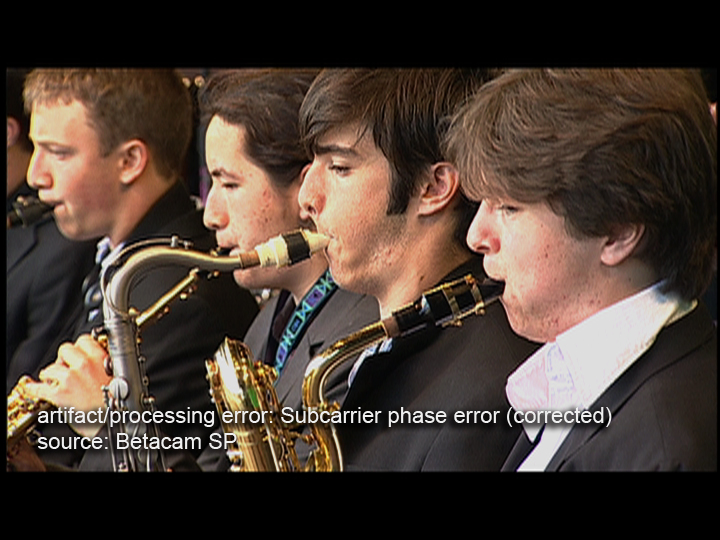 artifact/processing error: Subcarrier phase error (corrected)
source: Betacam SP